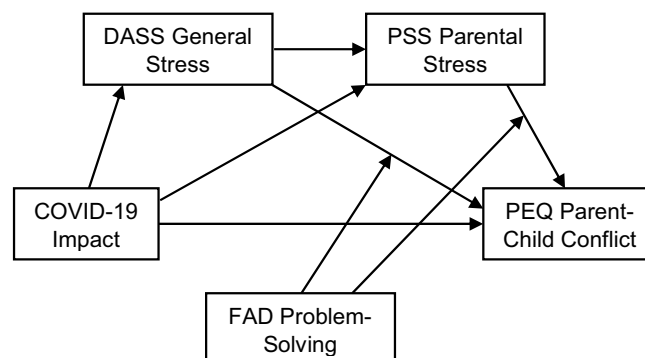 DASS General
Stress
PSS Parental
Stress
COVID-19
Impact
PEQ Parent-
Child Conflict
FAD Problem-
Solving